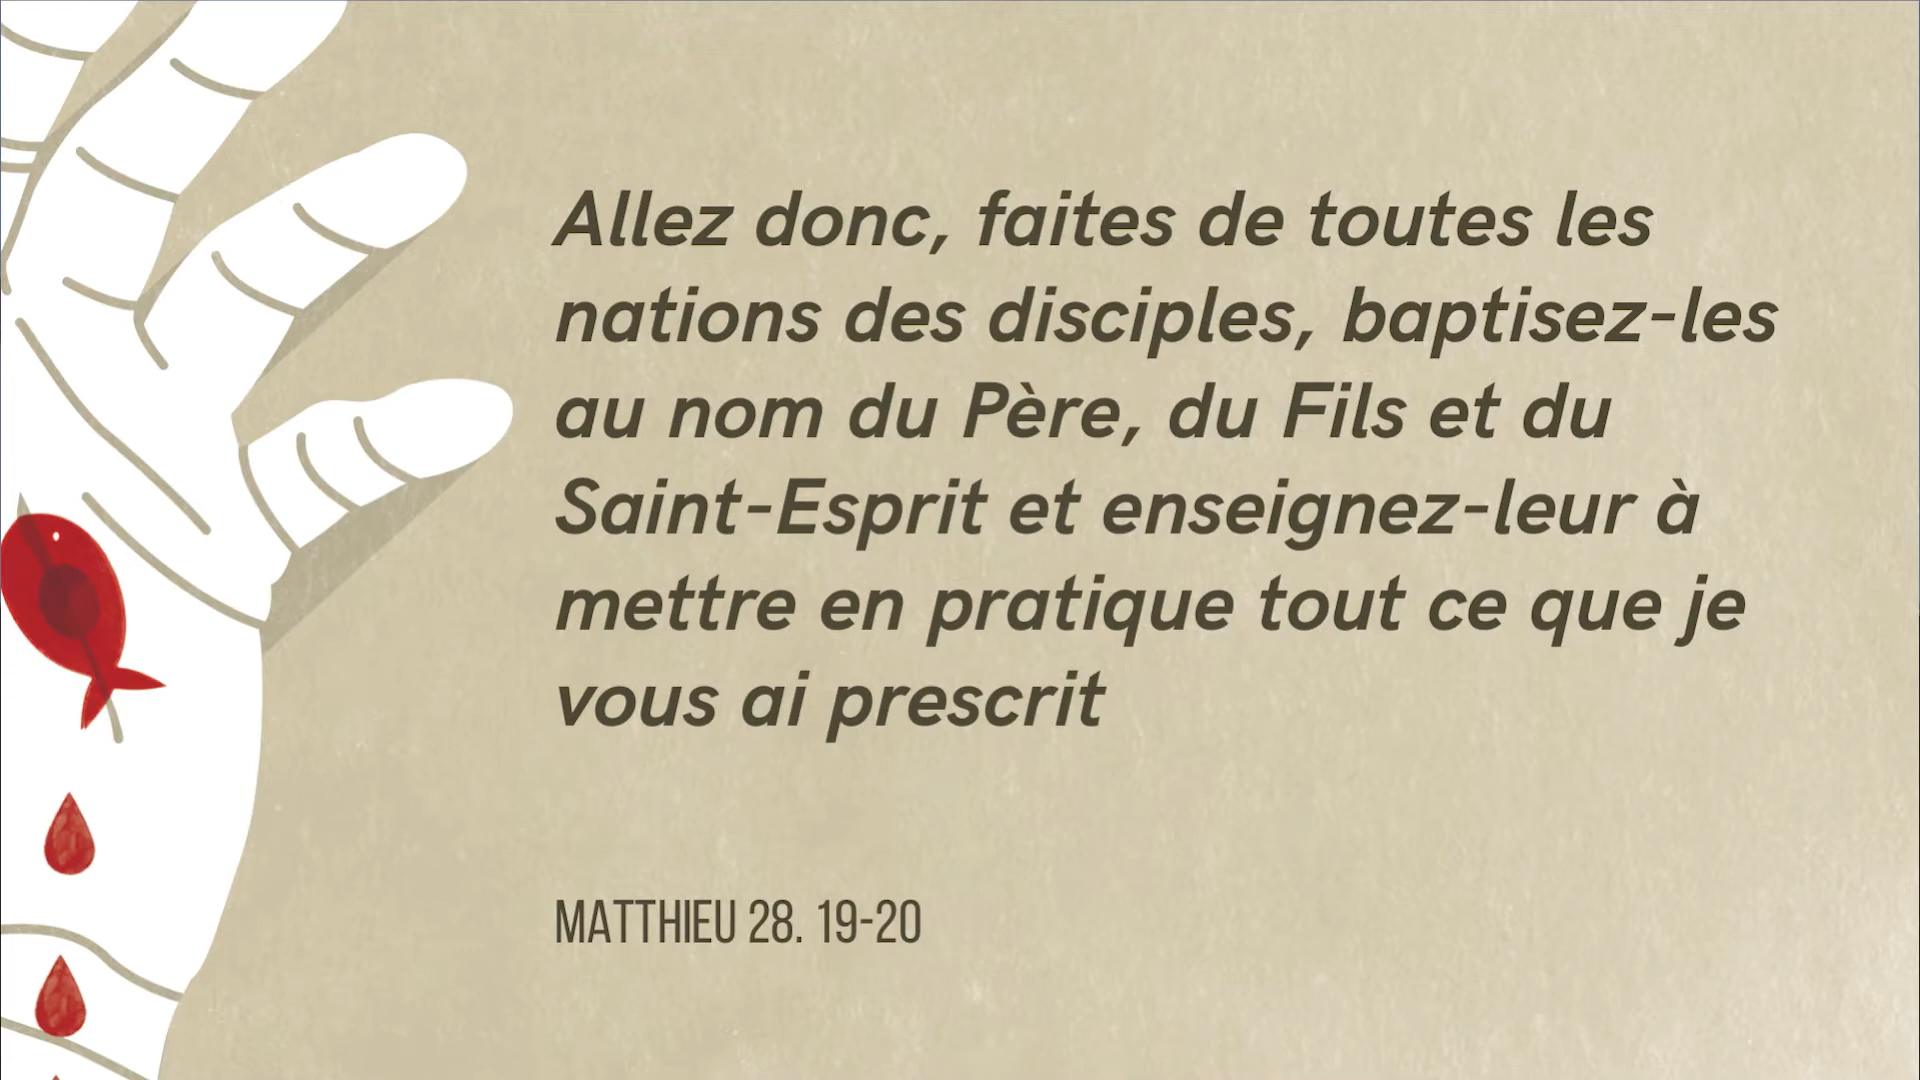 Allez donc, faites de toutes les
nations des disciples, baptisez-les
au nom du Père, du Fils et du
Saint-Esprit et enseignez-leur à
mettre en pratique tout ce que je
vous ai prescrit
MATTHIEU 28. 19-20